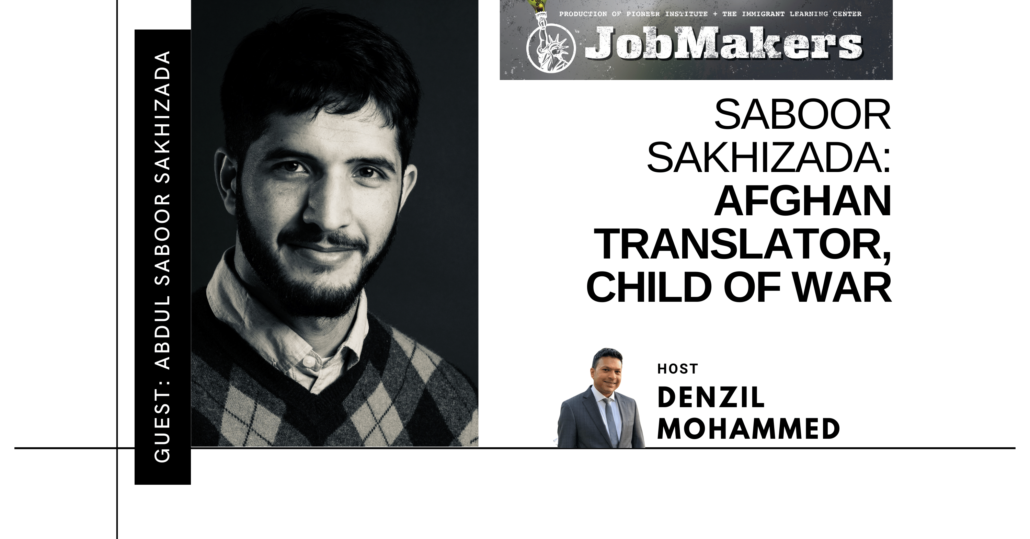 GUEST: ABDUL SABOOR SAKHIZADA
PRODUCTION OF PIONEER INSTITUTE + THE IMMIGRANT LEARNING CENTER
JobMakers
SABOOR
SAKHIZADA:
AFGHAN
TRANSLATOR,
CHILD OF WAR
HOST
DENZIL
MOHAMMED